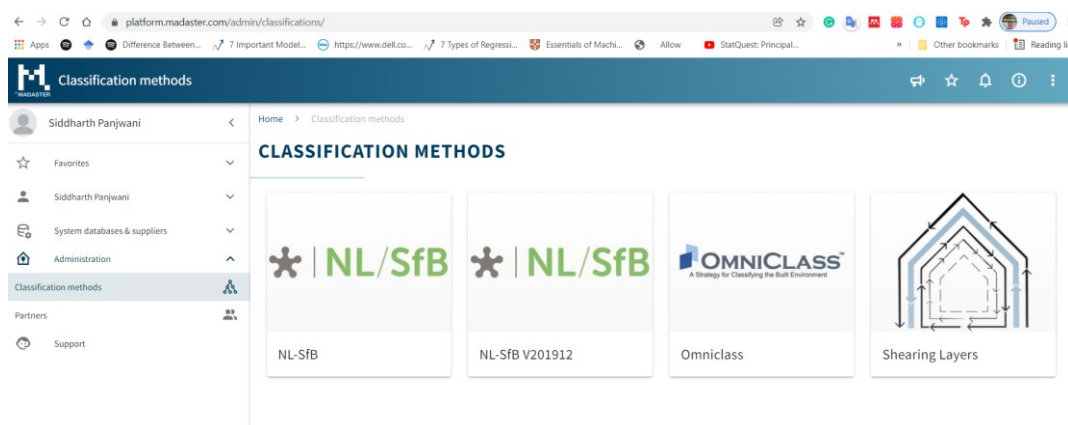 platform.madaster.com/admin/classifications/
Paused
Apps
Difference Between...
7 Important Model...
https://www.dell.co...
7 Types of Regressi...
Essentials of Machi...
Allow
StatQuest: Principal...
»
Other bookmarks
Reading li
MADASTER
Classification methods
Siddharth Panjwani
Home > Classification methods
Favorites
CLASSIFICATION METHODS
Siddharth Panjwani
System databases & suppliers
Administration
Classification methods
Partners
Support
NL/SfB
NL/SfB
OMNICLASS™
A Strategy for Classifying the Built Environment
NL-SfB
NL-SfB V201912
Omniclass
Shearing Layers